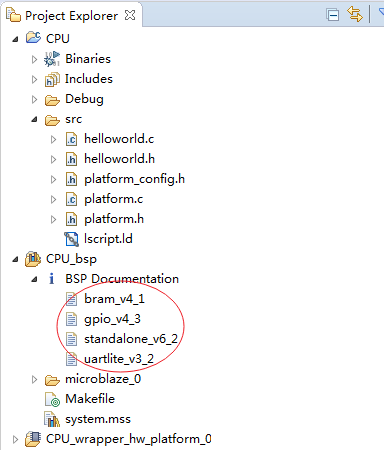 Project Explorer
CPU
Binaries
Includes
Debug
src
helloworld.c
helloworld.h
platform_config.h
platform.c
platform.h
lscript.ld
CPU_bsp
BSP Documentation
bram_v4_1
gpio_v4_3
standalone_v6_2
uartlite_v3_2
microblaze_0
Makefile
system.mss
CPU_wrapper_hw_platform_0